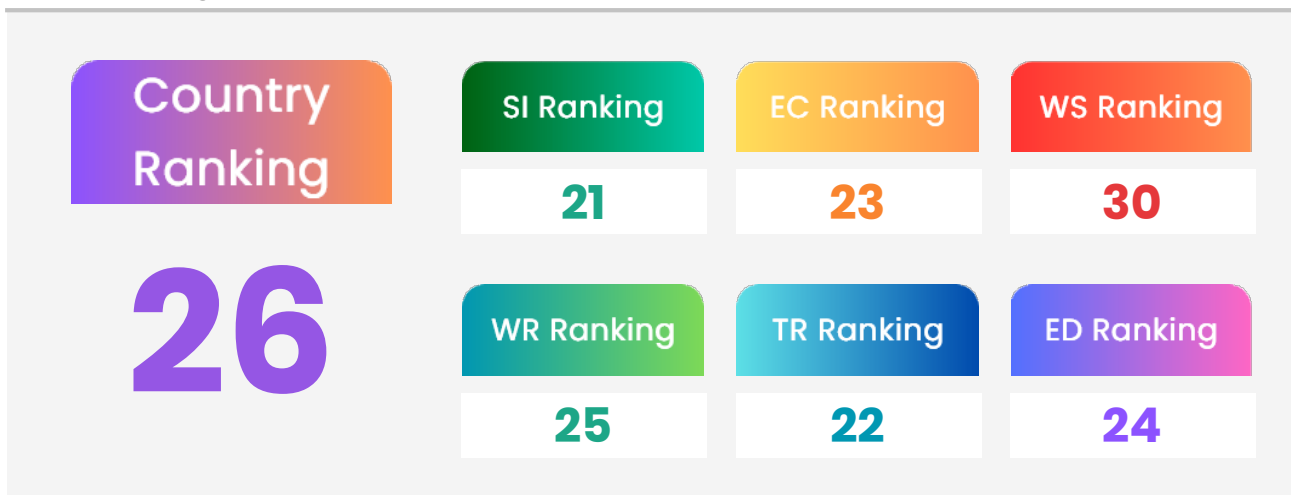 Country
Ranking
26
SI Ranking
21
EC Ranking
23
WS Ranking
30
WR Ranking
25
TR Ranking
22
ED Ranking
24